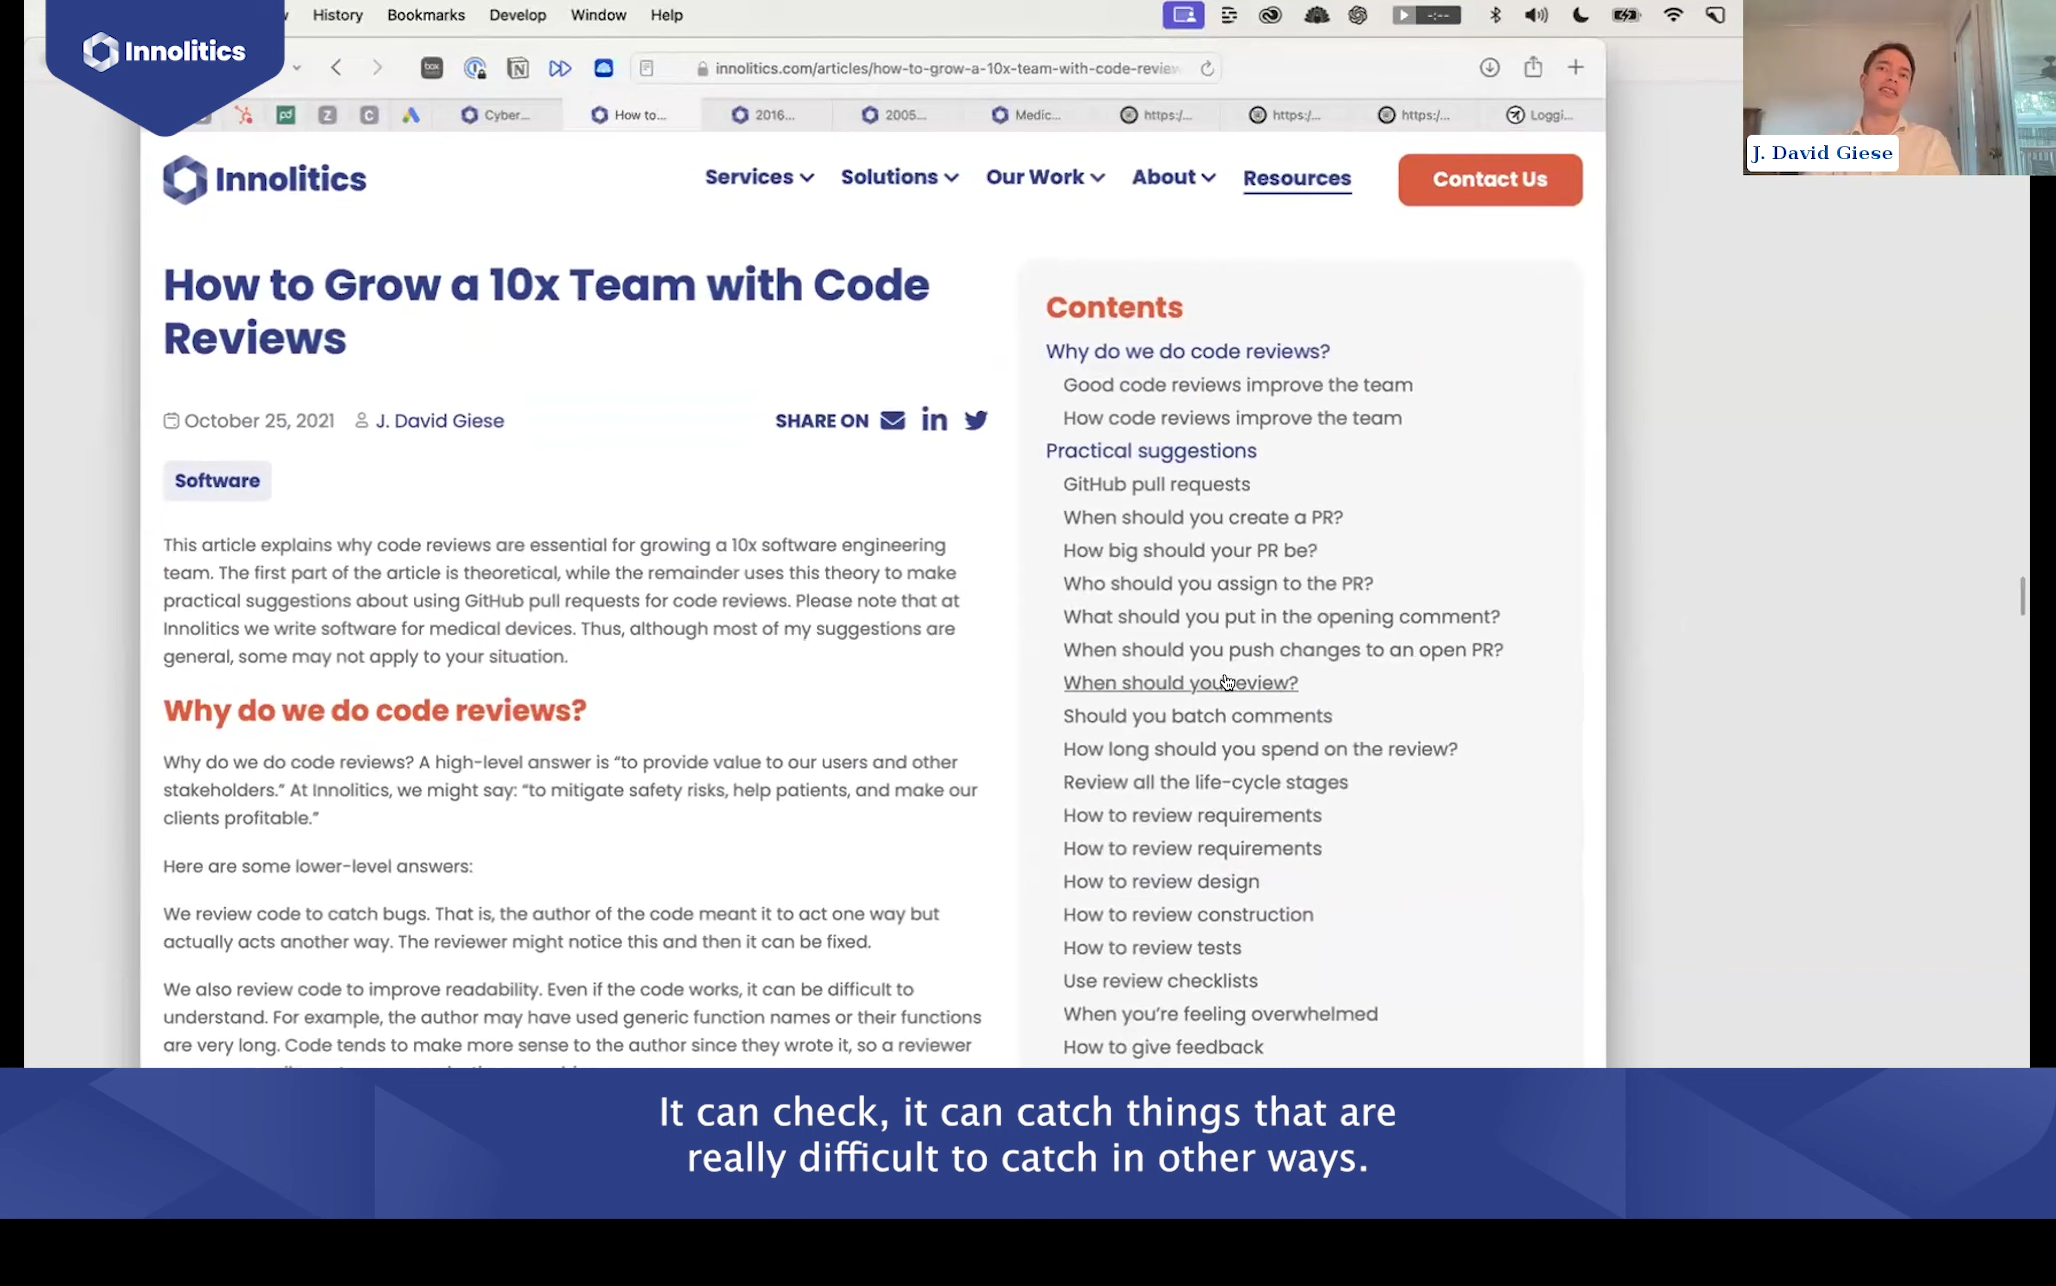 Innolitics
History Bookmarks Develop Window Help
innolitics.com/articles/how-to-grow-a-10x-team-with-code-review
Cyber... How to... 2016... 2005... Medic... https:/... https:/... https:/... Loggi...
J. David Giese
Innolitics Services Solutions Our Work About Resources Contact Us
How to Grow a 10x Team with Code
Reviews
October 25, 2021 J. David Giese SHARE ON
Software
This article explains why code reviews are essential for growing a 10x software engineering
team. The first part of the article is theoretical, while the remainder uses this theory to make
practical suggestions about using GitHub pull requests for code reviews. Please note that at
Innolitics we write software for medical devices. Thus, although most of my suggestions are
general, some may not apply to your situation.
Why do we do code reviews?
Why do we do code reviews? A high-level answer is “to provide value to our users and other
stakeholders.” At Innolitics, we might say: “to mitigate safety risks, help patients, and make our
clients profitable.”
Here are some lower-level answers:
We review code to catch bugs. That is, the author of the code meant it to act one way but
actually acts another way. The reviewer might notice this and then it can be fixed.
We also review code to improve readability. Even if the code works, it can be difficult to
understand. For example, the author may have used generic function names or their functions
are very long. Code tends to make more sense to the author since they wrote it, so a reviewer
Contents
Why do we do code reviews?
Good code reviews improve the team
How code reviews improve the team
Practical suggestions
GitHub pull requests
When should you create a PR?
How big should your PR be?
Who should you assign to the PR?
What should you put in the opening comment?
When should you push changes to an open PR?
When should you review?
Should you batch comments
How long should you spend on the review?
Review all the life-cycle stages
How to review requirements
How to review requirements
How to review design
How to review construction
How to review tests
Use review checklists
When you’re feeling overwhelmed
How to give feedback
It can check, it can catch things that are
really difficult to catch in other ways.